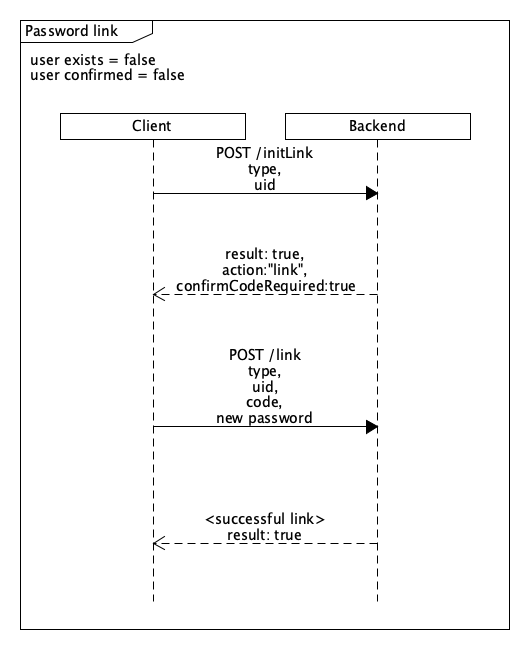 Password link
user exists = false
user confirmed = false
Client
Backend
POST /initLink
type,
uid
result: true,
action:"link",
confirmCodeRequired:true
POST /link
type,
uid,
code,
new password
<successful link>
result: true